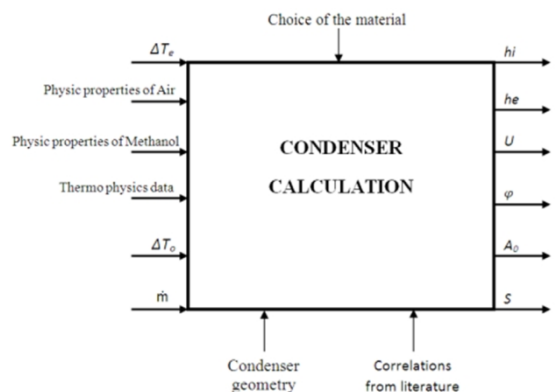 Choice of the material
ΔTₑ
hi
Physic properties of Air
he
Physic properties of Methanol
U
CONDENSER
CALCULATION
Thermo physics data
φ
ΔTₒ
A₀
ṁ
S
Condenser
geometry
Correlations
from literature